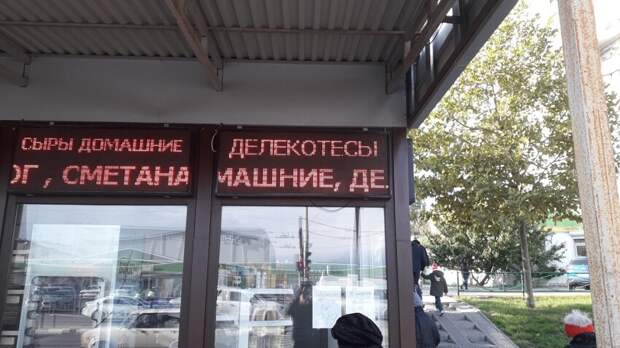 СЫРЫ ДОМАШНИЕ
ОГ, СМЕТАНА
ДЕЛЕКОТЕСЫ
МАШНИЕ, ДЕ